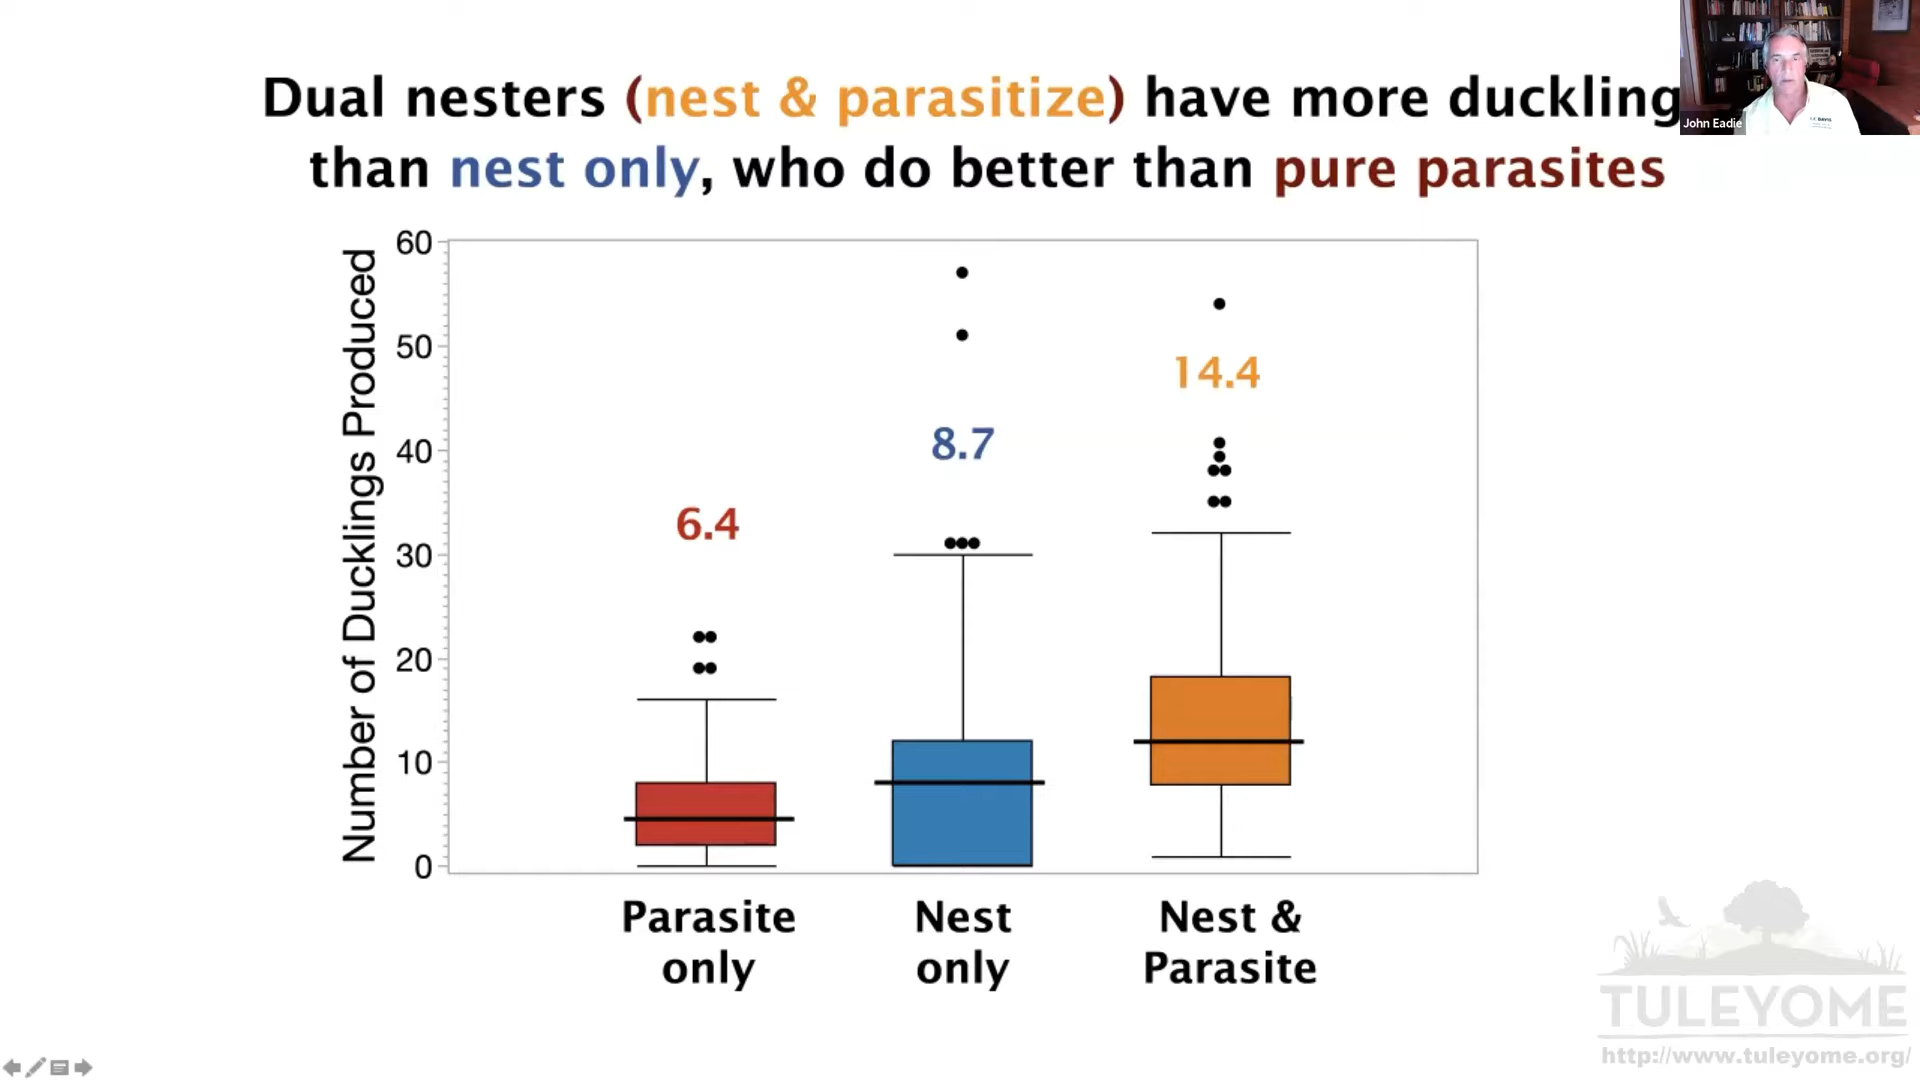 Dual nesters (nest & parasitize) have more duckling
than nest only, who do better than pure parasites
John Eadie
Number of Ducklings Produced
60
50
40
30
20
10
0
6.4
8.7
14.4
Parasite
only
Nest
only
Nest &
Parasite
TULEYOME
http://www.tuleyome.org/